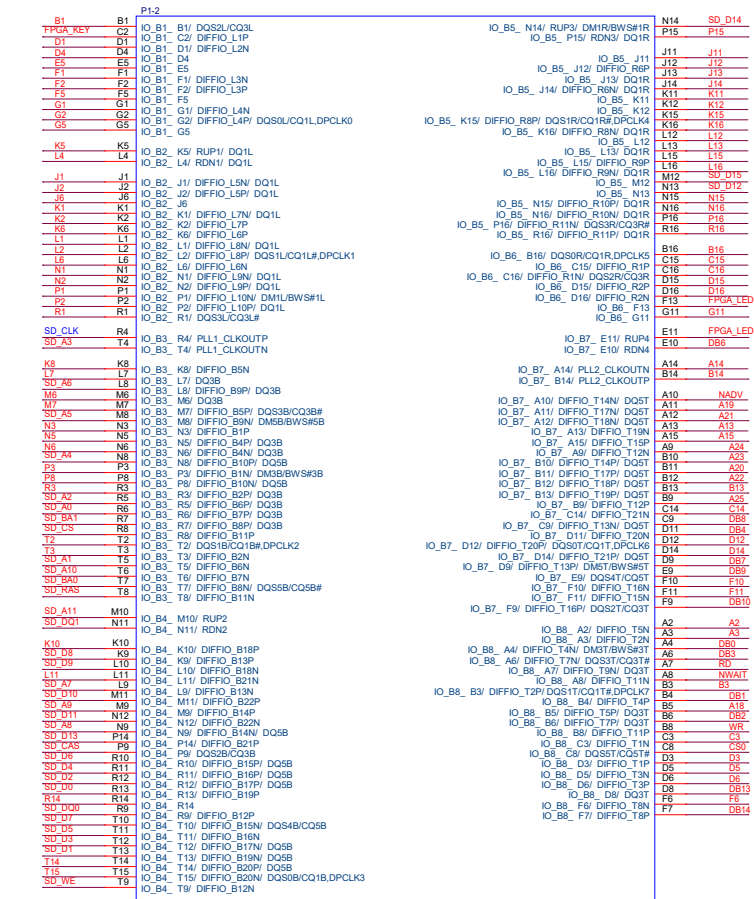 P1-2
B1 B1 IO_B1_ B1/ DQS2L/CQ3L
FPGA_KEY C2 IO_B1_ C2/ DIFFIO_L1P
D1 D1 IO_B1_ D1/ DIFFIO_L2N
D4 D4 IO_B1_ D4
E5 E5 IO_B1_ E5
F1 F1 IO_B1_ F1/ DIFFIO_L3N
F2 F2 IO_B1_ F2/ DIFFIO_L3P
F5 F5 IO_B1_ F5
G1 G1 IO_B1_ G1/ DIFFIO_L4N
G2 G2 IO_B1_ G2/ DIFFIO_L4P/ DQS0L/CQ1L,DPCLK0
G5 G5 IO_B1_ G5
K5 K5 IO_B2_ K5/ RUP1/ DQ1L
L4 L4 IO_B2_ L4/ RDN1/ DQ1L
J1 J1 IO_B2_ J1/ DIFFIO_L5N/ DQ1L
J2 J2 IO_B2_ J2/ DIFFIO_L5P/ DQ1L
J6 J6 IO_B2_ J6
K1 K1 IO_B2_ K1/ DIFFIO_L7N/ DQ1L
K2 K2 IO_B2_ K2/ DIFFIO_L7P
K6 K6 IO_B2_ K6/ DIFFIO_L6P
L1 L1 IO_B2_ L1/ DIFFIO_L8N/ DQ1L
L2 L2 IO_B2_ L2/ DIFFIO_L8P/ DQS1L/CQ1L#,DPCLK1
L6 L6 IO_B2_ L6/ DIFFIO_L6N
N1 N1 IO_B2_ N1/ DIFFIO_L9N/ DQ1L
N2 N2 IO_B2_ N2/ DIFFIO_L9P/ DQ1L
P1 P1 IO_B2_ P1/ DIFFIO_L10N/ DM1L/BWS#1L
P2 P2 IO_B2_ P2/ DIFFIO_L10P/ DQ1L
R1 R1 IO_B2_ R1/ DQS3L/CQ3L#
SD_CLK R4 IO_B3_ R4/ PLL1_CLKOUTP
SD_A3 T4 IO_B3_ T4/ PLL1_CLKOUTN
K8 K8 IO_B3_ K8/ DIFFIO_B5N
L7 L7 IO_B3_ L7/ DQ3B
SD_A6 L8 IO_B3_ L8/ DIFFIO_B9P/ DQ3B
M6 M6 IO_B3_ M6/ DQ3B
M7 M7 IO_B3_ M7/ DIFFIO_B5P/ DQS3B/CQ3B#
SD_A5 M8 IO_B3_ M8/ DIFFIO_B9N/ DM5B/BWS#5B
N3 N3 IO_B3_ N3/ DIFFIO_B1P
N5 N5 IO_B3_ N5/ DIFFIO_B4P/ DQ3B
N6 N6 IO_B3_ N6/ DIFFIO_B4N/ DQ3B
SD_A4 N8 IO_B3_ N8/ DIFFIO_B10P/ DQ5B
P3 P3 IO_B3_ P3/ DIFFIO_B1N/ DM3B/BWS#3B
P8 P8 IO_B3_ P8/ DIFFIO_B10N/ DQ5B
R3 R3 IO_B3_ R3/ DIFFIO_B2P/ DQ3B
SD_A2 R5 IO_B3_ R5/ DIFFIO_B6P/ DQ3B
SD_A0 R6 IO_B3_ R6/ DIFFIO_B7P/ DQ3B
SD_BA1 R7 IO_B3_ R7/ DIFFIO_B8P/ DQ3B
SD_CS R8 IO_B3_ R8/ DIFFIO_B11P
T2 T2 IO_B3_ T2/ DQS1B/CQ1B#,DPCLK2
T3 T3 IO_B3_ T3/ DIFFIO_B2N
SD_A1 T5 IO_B3_ T5/ DIFFIO_B6N
SD_A10 T6 IO_B3_ T6/ DIFFIO_B7N
SD_BA0 T7 IO_B3_ T7/ DIFFIO_B8N/ DQS5B/CQ5B#
SD_RAS T8 IO_B3_ T8/ DIFFIO_B11N
SD_A11 M10 IO_B4_ M10/ RUP2
SD_DQ1 N11 IO_B4_ N11/ RDN2
K10 K10 IO_B4_ K10/ DIFFIO_B18P
SD_D8 K9 IO_B4_ K9/ DIFFIO_B13P
SD_D9 L10 IO_B4_ L10/ DIFFIO_B18N
L11 L11 IO_B4_ L11/ DIFFIO_B21N
SD_A7 L9 IO_B4_ L9/ DIFFIO_B13N
SD_D10 M11 IO_B4_ M11/ DIFFIO_B22P
SD_A9 M9 IO_B4_ M9/ DIFFIO_B14P
SD_D11 N12 IO_B4_ N12/ DIFFIO_B22N
SD_A8 N9 IO_B4_ N9/ DIFFIO_B14N/ DQ5B
SD_D13 P14 IO_B4_ P14/ DIFFIO_B21P
SD_CAS P9 IO_B4_ P9/ DQS2B/CQ3B
SD_D6 R10 IO_B4_ R10/ DIFFIO_B15P/ DQ5B
SD_D4 R11 IO_B4_ R11/ DIFFIO_B16P/ DQ5B
SD_D2 R12 IO_B4_ R12/ DIFFIO_B17P/ DQ5B
SD_D0 R13 IO_B4_ R13/ DIFFIO_B19P
R14 R14 IO_B4_ R14
SD_DQ0 R9 IO_B4_ R9/ DIFFIO_B12P
SD_D7 T10 IO_B4_ T10/ DIFFIO_B15N/ DQS4B/CQ5B
SD_D5 T11 IO_B4_ T11/ DIFFIO_B16N
SD_D3 T12 IO_B4_ T12/ DIFFIO_B17N/ DQ5B
SD_D1 T13 IO_B4_ T13/ DIFFIO_B19N/ DQ5B
T14 T14 IO_B4_ T14/ DIFFIO_B20P/ DQ5B
T15 T15 IO_B4_ T15/ DIFFIO_B20N/ DQS0B/CQ1B,DPCLK3
SD_WE T9 IO_B4_ T9/ DIFFIO_B12N
IO_B5_ N14/ RUP3/ DM1R/BWS#1R N14 SD_D14
IO_B5_ P15/ RDN3/ DQ1R P15 P15
IO_B5_ J11 J11 J11
IO_B5_ J12/ DIFFIO_R6P J12 J12
IO_B5_ J13/ DQ1R J13 J13
IO_B5_ J14/ DIFFIO_R6N/ DQ1R J14 J14
IO_B5_ K11 K11 K11
IO_B5_ K12 K12 K12
IO_B5_ K15/ DIFFIO_R8P/ DQS1R/CQ1R#,DPCLK4 K15 K15
IO_B5_ K16/ DIFFIO_R8N/ DQ1R K16 K16
IO_B5_ L12 L12 L12
IO_B5_ L13/ DQ1R L13 L13
IO_B5_ L15/ DIFFIO_R9P L15 L15
IO_B5_ L16/ DIFFIO_R9N/ DQ1R L16 L16
IO_B5_ M12 M12 SD_D15
IO_B5_ N13 N13 SD_D12
IO_B5_ N15/ DIFFIO_R10P/ DQ1R N15 N15
IO_B5_ N16/ DIFFIO_R10N/ DQ1R N16 N16
IO_B5_ P16/ DIFFIO_R11N/ DQS3R/CQ3R# P16 P16
IO_B5_ R16/ DIFFIO_R11P/ DQ1R R16 R16
IO_B6_ B16/ DQS0R/CQ1R,DPCLK5 B16 B16
IO_B6_ C15/ DIFFIO_R1P C15 C15
IO_B6_ C16/ DIFFIO_R1N/ DQS2R/CQ3R C16 C16
IO_B6_ D15/ DIFFIO_R2P D15 D15
IO_B6_ D16/ DIFFIO_R2N D16 D16
IO_B6_ F13 F13 FPGA_LED
IO_B6_ G11 G11 G11
IO_B7_ E11/ RUP4 E11 FPGA_LED
IO_B7_ E10/ RDN4 E10 DB6
IO_B7_ A14/ PLL2_CLKOUTN A14 A14
IO_B7_ B14/ PLL2_CLKOUTP B14 B14
IO_B7_ A10/ DIFFIO_T14N/ DQ5T A10 NADV
IO_B7_ A11/ DIFFIO_T17N/ DQ5T A11 A19
IO_B7_ A12/ DIFFIO_T18N/ DQ5T A12 A21
IO_B7_ A13/ DIFFIO_T19N A13 A13
IO_B7_ A15/ DIFFIO_T15P A15 A15
IO_B7_ A9/ DIFFIO_T12N A9 A24
IO_B7_ B10/ DIFFIO_T14P/ DQ5T B10 A23
IO_B7_ B11/ DIFFIO_T17P/ DQ5T B11 A20
IO_B7_ B12/ DIFFIO_T18P/ DQ5T B12 A22
IO_B7_ B13/ DIFFIO_T19P/ DQ5T B13 B13
IO_B7_ B9/ DIFFIO_T12P B9 A25
IO_B7_ C14/ DIFFIO_T21N C14 C14
IO_B7_ C9/ DIFFIO_T13N/ DQ5T C9 DB8
IO_B7_ D11/ DIFFIO_T20N D11 DB4
IO_B7_ D12/ DIFFIO_T20P/ DQS0T/CQ1T,DPCLK6 D12 D12
IO_B7_ D14/ DIFFIO_T21P/ DQ5T D14 D14
IO_B7_ D9/ DIFFIO_T13P/ DM5T/BWS#5T D9 DB7
IO_B7_ E9/ DQS4T/CQ5T E9 DB9
IO_B7_ F10/ DIFFIO_T16N F10 F10
IO_B7_ F11/ DIFFIO_T15N F11 F11
IO_B7_ F9/ DIFFIO_T16P/ DQS2T/CQ3T F9 DB10
IO_B8_ A2/ DIFFIO_T5N A2 A2
IO_B8_ A3/ DIFFIO_T2N A3 A3
IO_B8_ A4/ DIFFIO_T4N/ DM3T/BWS#3T A4 DB0
IO_B8_ A6/ DIFFIO_T7N/ DQS3T/CQ3T# A6 DB3
IO_B8_ A7/ DIFFIO_T9N/ DQ3T A7 RD
IO_B8_ A8/ DIFFIO_T11N A8 NWAIT
IO_B8_ B3/ DIFFIO_T2P/ DQS1T/CQ1T#,DPCLK7 B3 B3
IO_B8_ B4/ DIFFIO_T4P B4 DB1
IO_B8_ B5/ DIFFIO_T5P/ DQ3T B5 A18
IO_B8_ B6/ DIFFIO_T7P/ DQ3T B6 DB2
IO_B8_ B8/ DIFFIO_T11P B8 WR
IO_B8_ C3/ DIFFIO_T1N C3 C3
IO_B8_ C8/ DQS5T/CQ5T# C8 CS0
IO_B8_ D3/ DIFFIO_T1P D3 D3
IO_B8_ D5/ DIFFIO_T3N D5 D5
IO_B8_ D6/ DIFFIO_T3P D6 D6
IO_B8_ D8/ DQ3T D8 DB13
IO_B8_ F6/ DIFFIO_T8N F6 F6
IO_B8_ F7/ DIFFIO_T8P F7 DB14